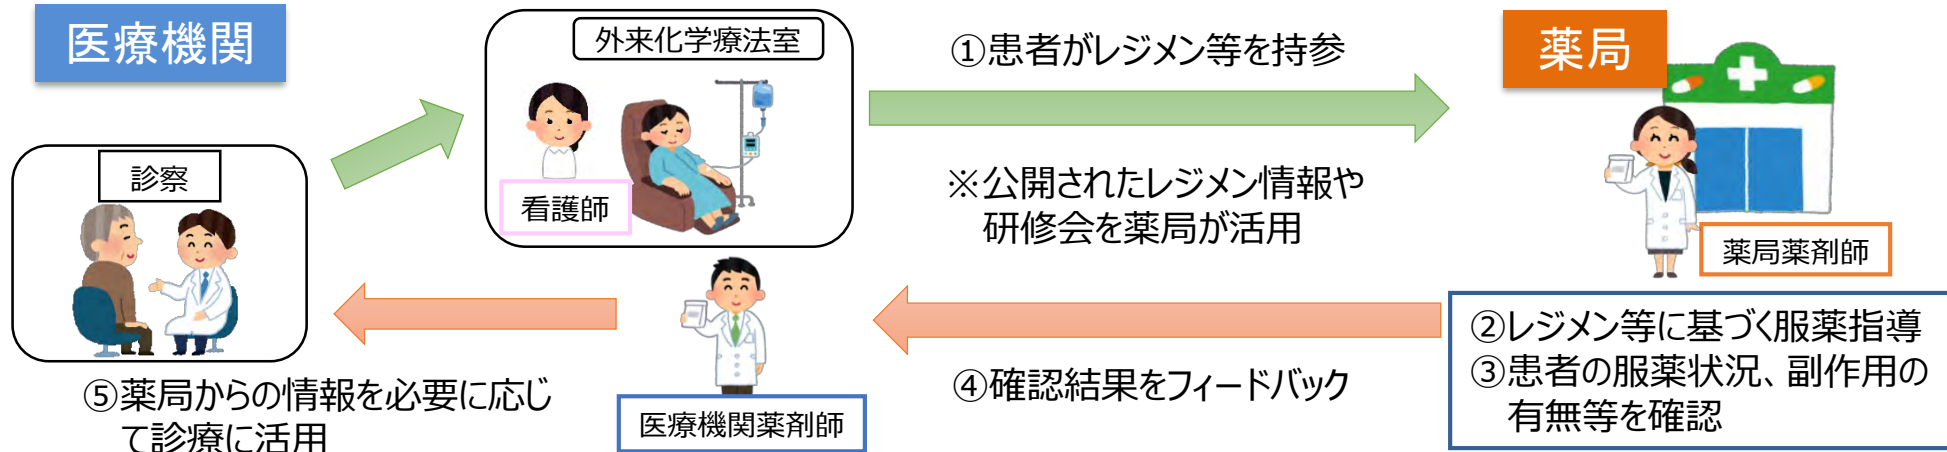 医療機関
外来化学療法室
看護師
診察
①患者がレジメン等を持参
※公開されたレジメン情報や
研修会を薬局が活用
薬局
薬局薬剤師
②レジメン等に基づく服薬指導
③患者の服薬状況、副作用の
有無等を確認
④確認結果をフィードバック
医療機関薬剤師
⑤薬局からの情報を必要に応じ
て診療に活用